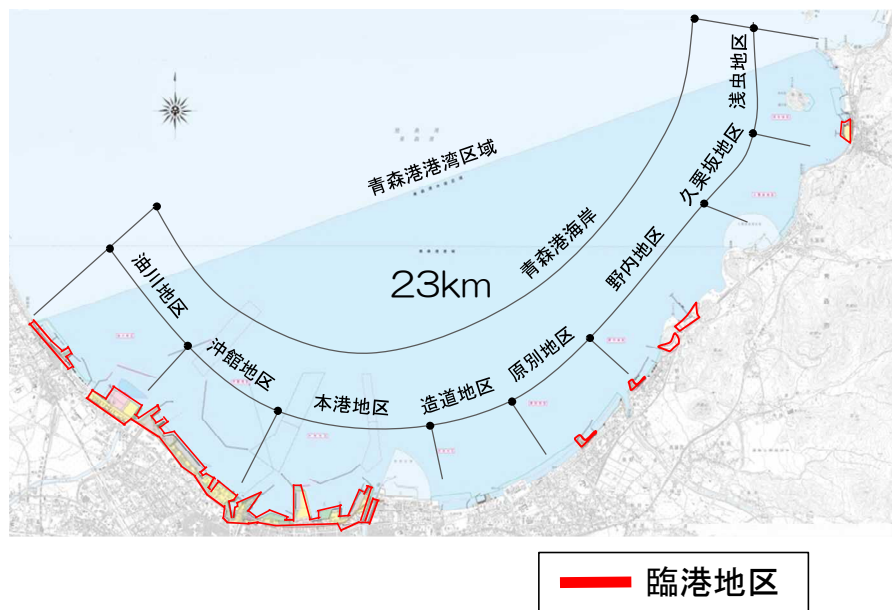 浅虫地区
久栗坂地区
青森港港湾区域
青森港海岸
野内地区
油川地区
23km
沖館地区
本港地区
造道地区
原別地区
臨港地区